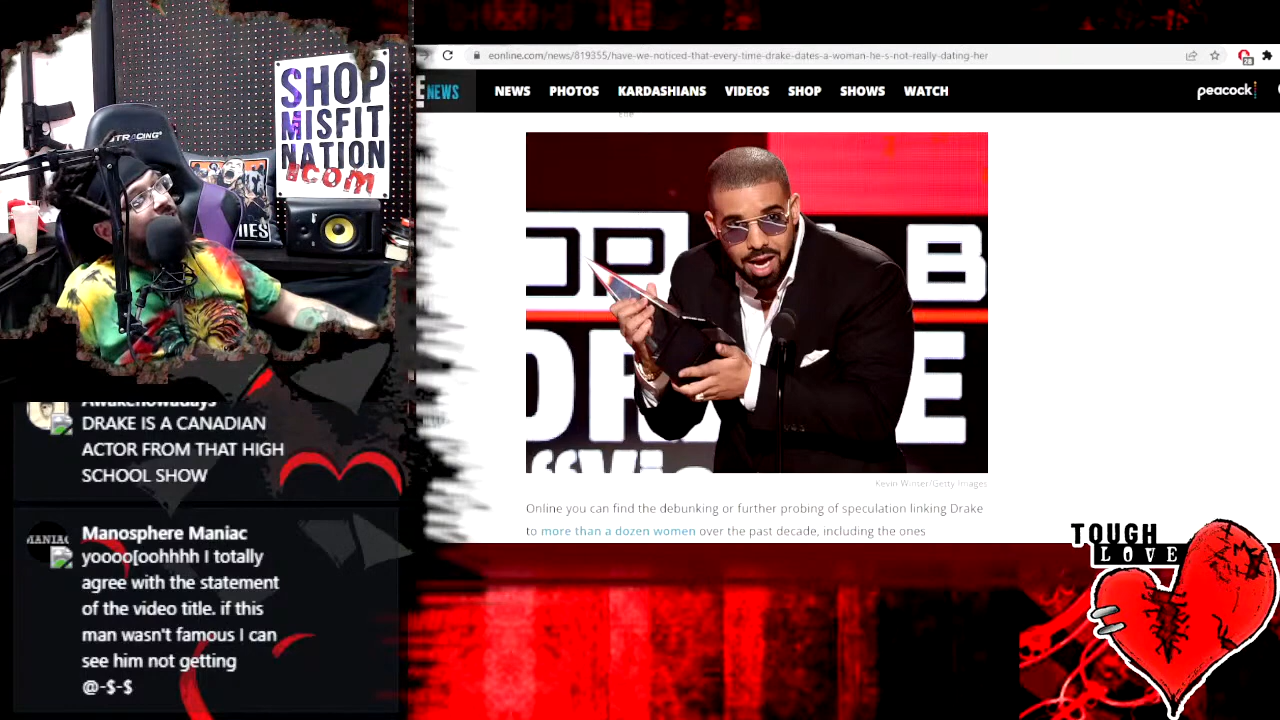 eonline.com/news/819355/have-we-noticed-that-every-time-drake-dates-a-woman-he-s-not-really-dating-her
E NEWS
NEWS PHOTOS KARDASHIANS VIDEOS SHOP SHOWS WATCH
peacock
SHOP
MISFIT
NATION
.COM
TRACING
Kevin Winter/Getty Images
Online you can find the debunking or further probing of speculation linking Drake
to more than a dozen women over the past decade, including the ones
Awakenowadays
DRAKE IS A CANADIAN
ACTOR FROM THAT HIGH
SCHOOL SHOW
Manosphere Maniac
yoooo[oohhhh I totally
agree with the statement
of the video title. if this
man wasn't famous I can
see him not getting
@-$-$
TOUGH
LOVE